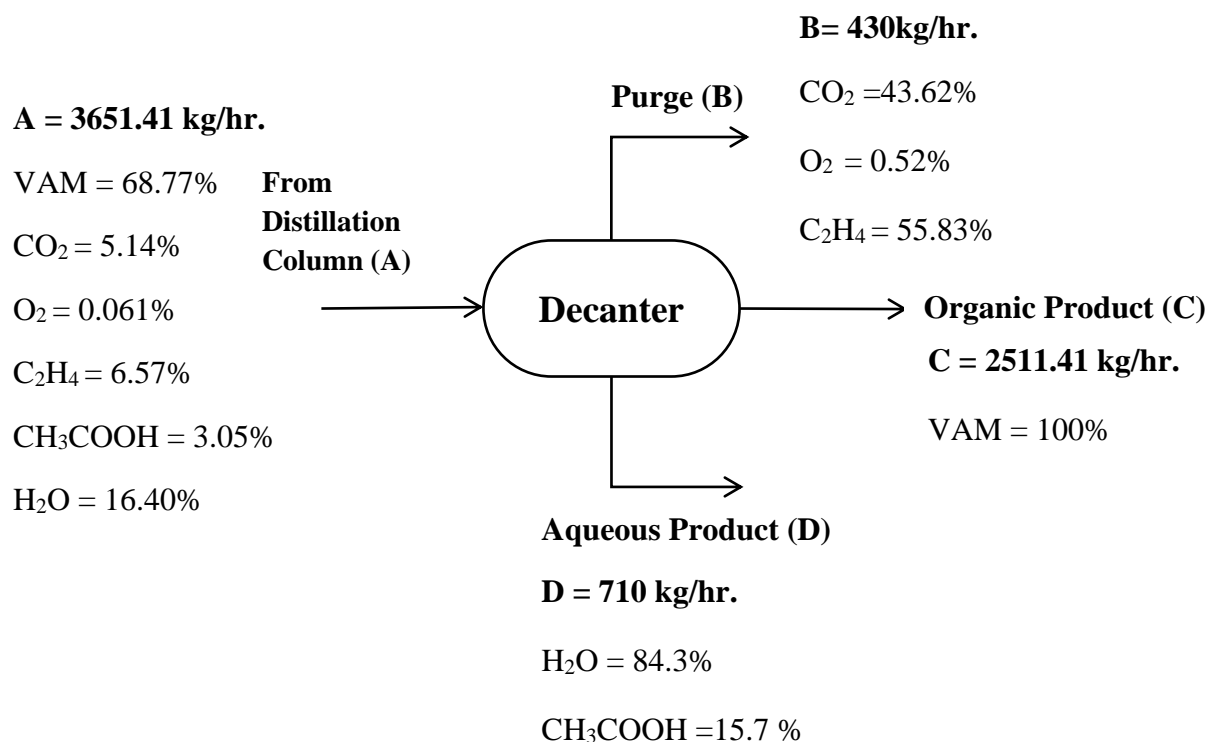 A = 3651.41 kg/hr.
VAM = 68.77%
CO₂ = 5.14%
O₂ = 0.061%
C₂H₄ = 6.57%
CH₃COOH = 3.05%
H₂O = 16.40%
From
Distillation
Column (A)
Purge (B)
B= 430kg/hr.
CO₂ =43.62%
O₂ = 0.52%
C₂H₄ = 55.83%
Decanter
Organic Product (C)
C = 2511.41 kg/hr.
VAM = 100%
Aqueous Product (D)
D = 710 kg/hr.
H₂O = 84.3%
CH₃COOH =15.7 %